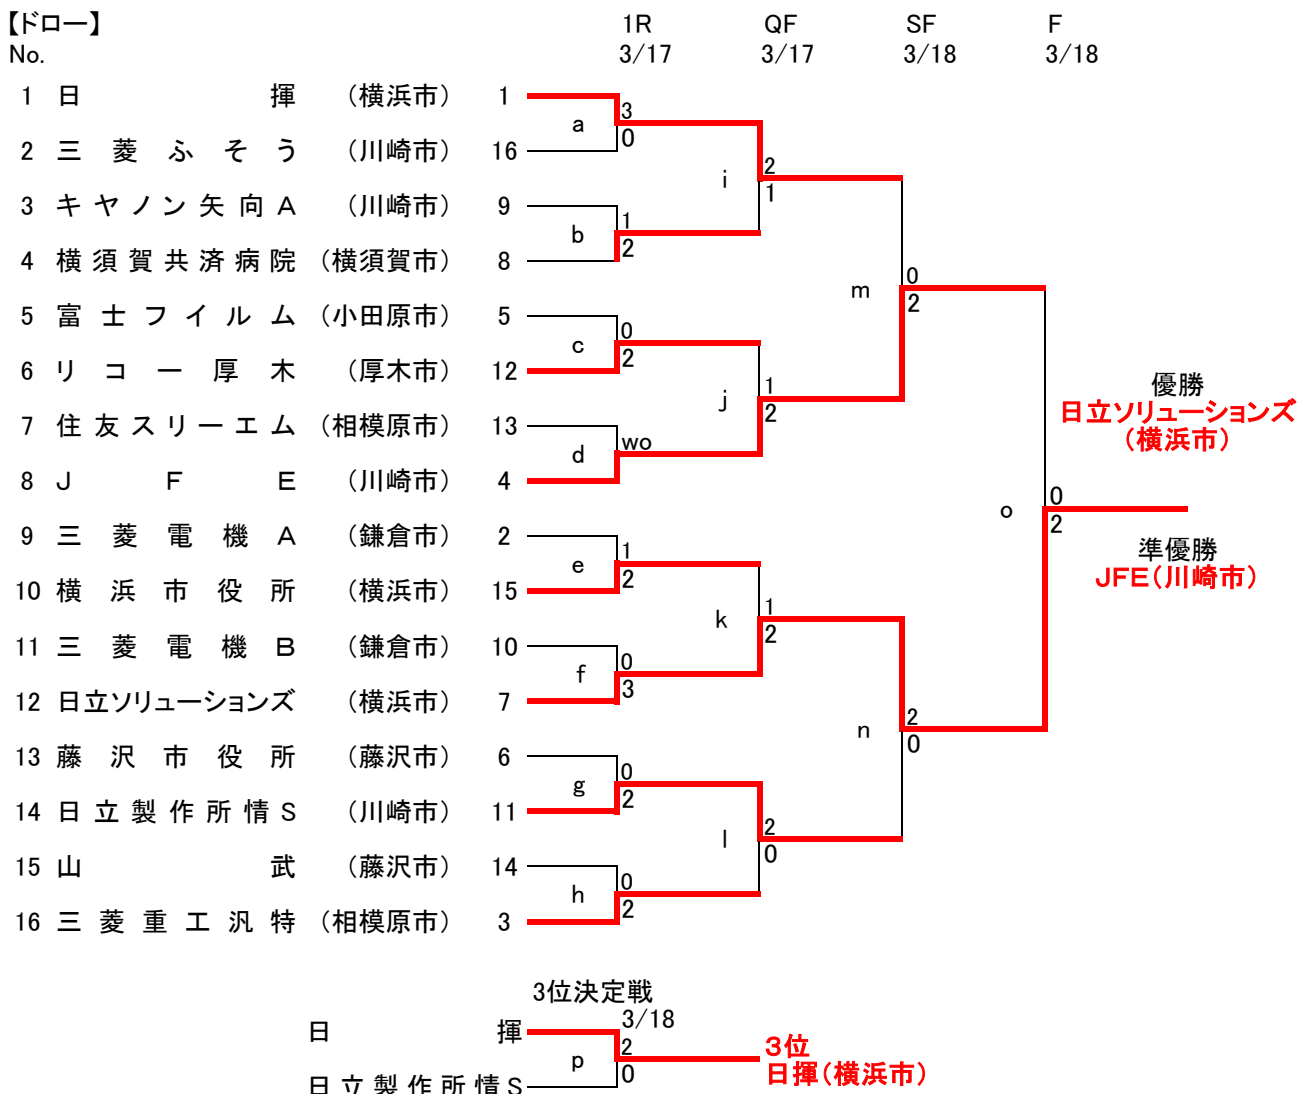 【ドロー】 1R QF SF F
No. 3/17 3/17 3/18 3/18
1 日揮 （横浜市） 1
a 3
0
2 三菱ふそう （川崎市） 16
i 2
1
3 キヤノン矢向A （川崎市） 9
b 1
2
4 横須賀共済病院 （横須賀市） 8
m 0
2
5 富士フイルム （小田原市） 5
c 0
2
6 リコー厚木 （厚木市） 12
j 1
2
7 住友スリーエム （相模原市） 13
d wo
8 JFE （川崎市） 4
優勝
日立ソリューションズ
（横浜市）
o 0
2
準優勝
JFE（川崎市）
9 三菱電機A （鎌倉市） 2
e 1
2
10 横浜市役所 （横浜市） 15
k 1
2
11 三菱電機B （鎌倉市） 10
f 0
3
12 日立ソリューションズ （横浜市） 7
n 2
0
13 藤沢市役所 （藤沢市） 6
g 0
2
14 日立製作所情S （川崎市） 11
l 2
0
15 山武 （藤沢市） 14
h 0
2
16 三菱重工汎特 （相模原市） 3
3位決定戦
3/18
日揮
p 2
0
3位
日揮（横浜市）
日立製作所情S